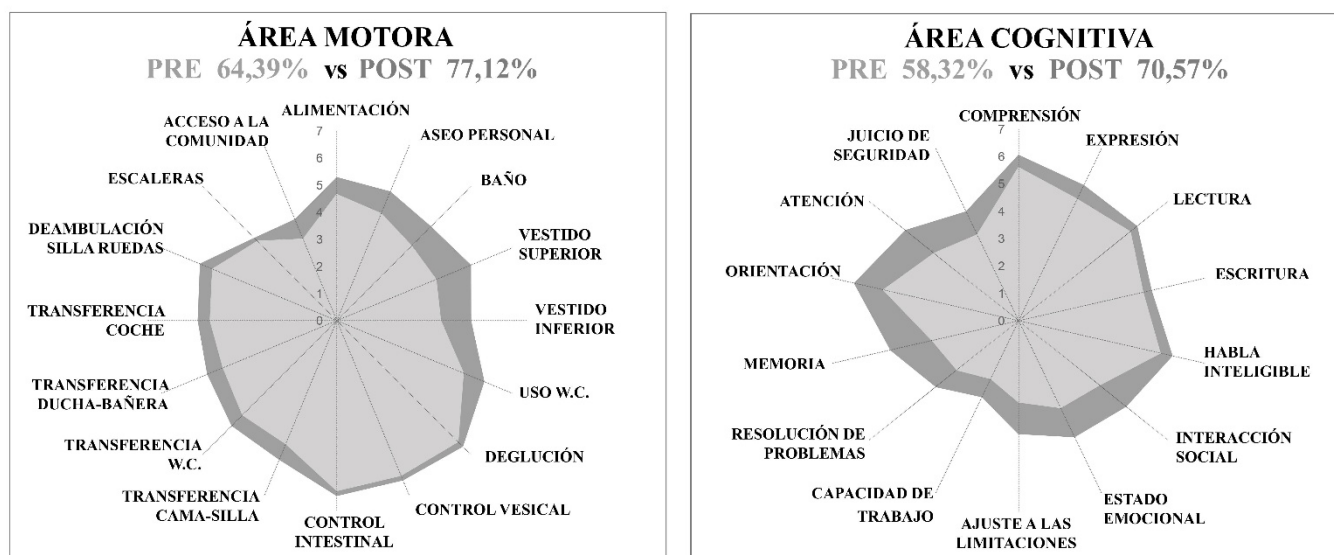 ÁREA MOTORA
PRE 64,39% vs POST 77,12%
ALIMENTACIÓN
ASEO PERSONAL
BAÑO
VESTIDO
SUPERIOR
VESTIDO
INFERIOR
USO W.C.
DEGLUCIÓN
CONTROL VESICAL
CONTROL
INTESTINAL
TRANSFERENCIA
CAMA-SILLA
TRANSFERENCIA
W.C.
TRANSFERENCIA
DUCHA-BAÑERA
TRANSFERENCIA
COCHE
DEAMBULACIÓN
SILLA RUEDAS
ESCALERAS
ACCESO A LA
COMUNIDAD
7
6
5
4
3
2
1
0
ÁREA COGNITIVA
PRE 58,32% vs POST 70,57%
COMPRENSIÓN
EXPRESIÓN
LECTURA
ESCRITURA
HABLA
INTELIGIBLE
INTERACCIÓN
SOCIAL
ESTADO
EMOCIONAL
AJUSTE A LAS
LIMITACIONES
CAPACIDAD DE
TRABAJO
RESOLUCIÓN DE
PROBLEMAS
MEMORIA
ORIENTACIÓN
ATENCIÓN
JUICIO DE
SEGURIDAD
7
6
5
4
3
2
1
0